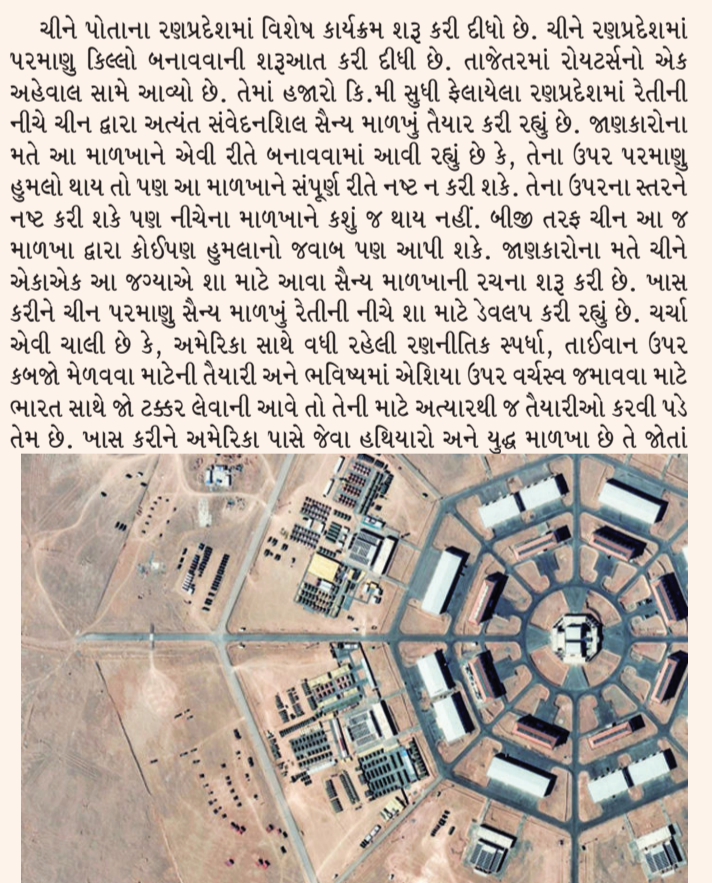 ચીને પોતાના રણપ્રદેશમાં વિશેષ કાર્યક્રમ શરૂ કરી દીધો છે. ચીને રણપ્રદેશમાં
પરમાણુ કિલ્લો બનાવવાની શરૂઆત કરી દીધી છે. તાજેતરમાં રોયટર્સનો એક
અહેવાલ સામે આવ્યો છે. તેમાં હજારો કિ.મી સુધી ફેલાયેલા રણપ્રદેશમાં રેતીની
નીચે ચીન દ્વારા અત્યંત સંવેદનશિલ સૈન્ય માળખું તૈયાર કરી રહ્યું છે. જાણકારોના
મતે આ માળખાને એવી રીતે બનાવવામાં આવી રહ્યું છે કે, તેના ઉપર પરમાણુ
હુમલો થાય તો પણ આ માળખાને સંપૂર્ણ રીતે નષ્ટ ન કરી શકે. તેના ઉપરના સ્તરને
નષ્ટ કરી શકે પણ નીચેના માળખાને કશું જ થાય નહીં. બીજી તરફ ચીન આ જ
માળખા દ્વારા કોઈપણ હુમલાનો જવાબ પણ આપી શકે. જાણકારોના મતે ચીને
એકાએક આ જગ્યાએ શા માટે આવા સૈન્ય માળખાની રચના શરૂ કરી છે. ખાસ
કરીને ચીન પરમાણુ સૈન્ય માળખું રેતીની નીચે શા માટે ડેવલપ કરી રહ્યું છે. ચર્ચા
એવી ચાલી છે કે, અમેરિકા સાથે વધી રહેલી રણનીતિક સ્પર્ધા, તાઈવાન ઉપર
કબજો મેળવવા માટેની તૈયારી અને ભવિષ્યમાં એશિયા ઉપર વર્ચસ્વ જમાવવા માટે
ભારત સાથે જો ટક્કર લેવાની આવે તો તેની માટે અત્યારથી જ તૈયારીઓ કરવી પડે
તેમ છે. ખાસ કરીને અમેરિકા પાસે જેવા હથિયારો અને યુદ્ધ માળખા છે તે જોતાં